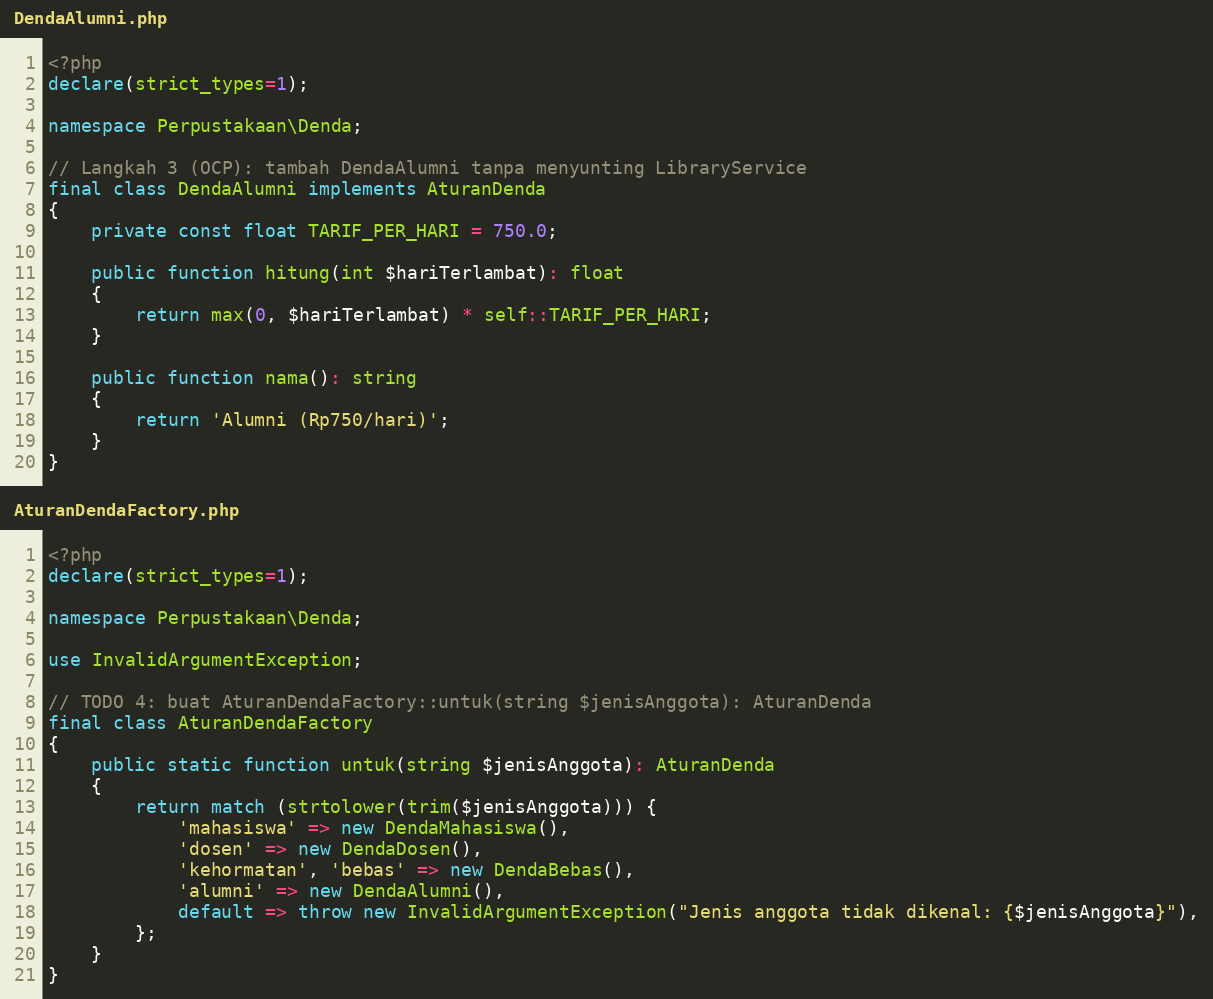 DendaAlumni.php
1 <?php
2 declare(strict_types=1);
3
4 namespace Perpustakaan\Denda;
5
6 // Langkah 3 (OCP): tambah DendaAlumni tanpa menyunting LibraryService
7 final class DendaAlumni implements AturanDenda
8 {
9     private const float TARIF_PER_HARI = 750.0;
10
11     public function hitung(int $hariTerlambat): float
12     {
13         return max(0, $hariTerlambat) * self::TARIF_PER_HARI;
14     }
15
16     public function nama(): string
17     {
18         return 'Alumni (Rp750/hari)';
19     }
20 }
AturanDendaFactory.php
1 <?php
2 declare(strict_types=1);
3
4 namespace Perpustakaan\Denda;
5
6 use InvalidArgumentException;
7
8 // TODO 4: buat AturanDendaFactory::untuk(string $jenisAnggota): AturanDenda
9 final class AturanDendaFactory
10 {
11     public static function untuk(string $jenisAnggota): AturanDenda
12     {
13         return match (strtolower(trim($jenisAnggota))) {
14             'mahasiswa' => new DendaMahasiswa(),
15             'dosen' => new DendaDosen(),
16             'kehormatan', 'bebas' => new DendaBebas(),
17             'alumni' => new DendaAlumni(),
18             default => throw new InvalidArgumentException("Jenis anggota tidak dikenal: {$jenisAnggota}"),
19         };
20     }
21 }